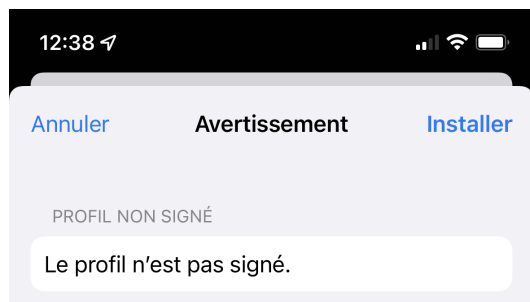 12:38
Annuler Avertissement Installer
PROFIL NON SIGNÉ
Le profil n'est pas signé.